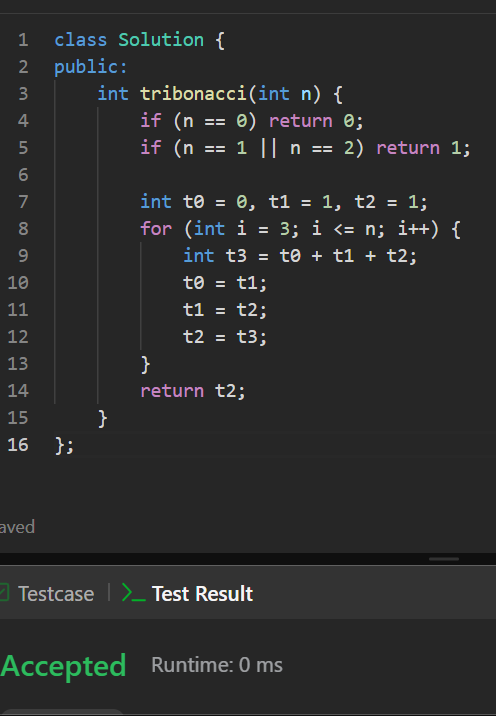 1 class Solution {
2 public:
3     int tribonacci(int n) {
4         if (n == 0) return 0;
5         if (n == 1 || n == 2) return 1;
6
7         int t0 = 0, t1 = 1, t2 = 1;
8         for (int i = 3; i <= n; i++) {
9             int t3 = t0 + t1 + t2;
10             t0 = t1;
11             t1 = t2;
12             t2 = t3;
13         }
14         return t2;
15     }
16 };
aved
Testcase | >_ Test Result
Accepted Runtime: 0 ms